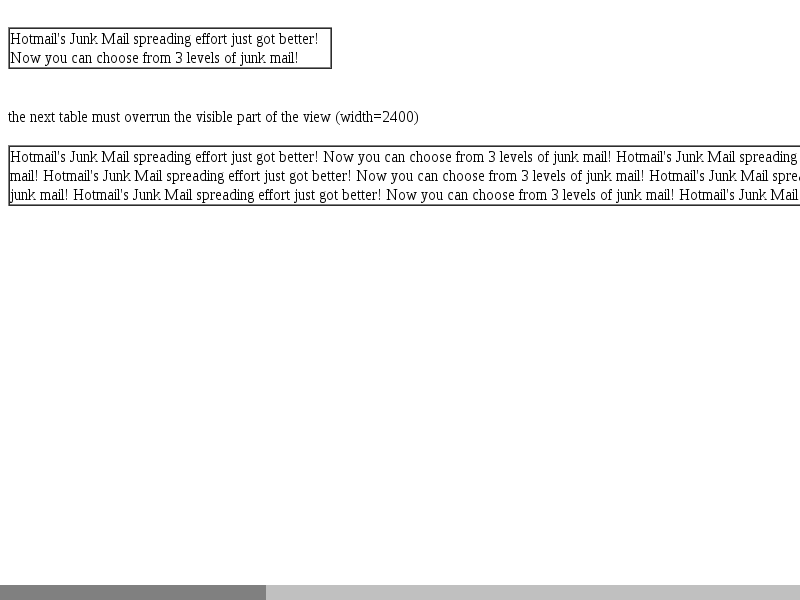 Hotmail's Junk Mail spreading effort just got better!
Now you can choose from 3 levels of junk mail!
the next table must overrun the visible part of the view (width=2400)
Hotmail's Junk Mail spreading effort just got better! Now you can choose from 3 levels of junk mail! Hotmail's Junk Mail spreading
mail! Hotmail's Junk Mail spreading effort just got better! Now you can choose from 3 levels of junk mail! Hotmail's Junk Mail sprea
junk mail! Hotmail's Junk Mail spreading effort just got better! Now you can choose from 3 levels of junk mail! Hotmail's Junk Mail